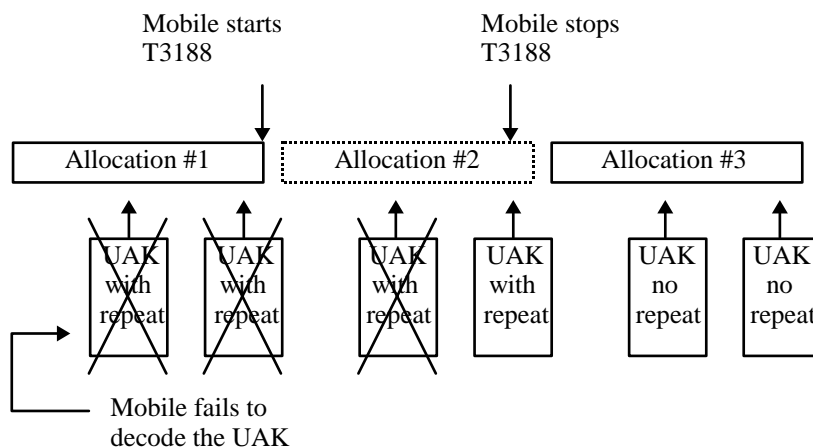 Mobile starts
T3188
Mobile stops
T3188
Allocation #1
Allocation #2
Allocation #3
UAK
with
repeat
UAK
with
repeat
UAK
with
repeat
UAK
with
repeat
UAK
no
repeat
UAK
no
repeat
Mobile fails to
decode the UAK